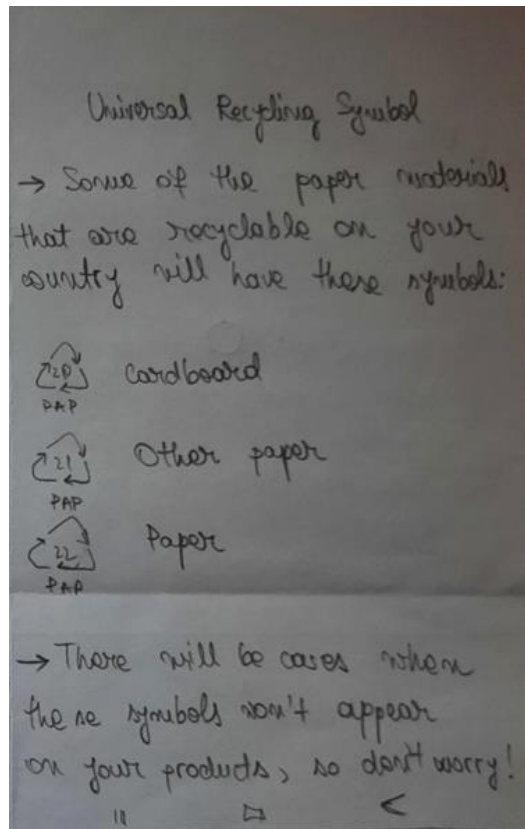 Universal Recycling Symbol
→ Some of the paper materials
that are recyclable on your
country will have these symbols:
20
PAP
Cardboard
21
PAP
Other paper
22
PAP
Paper
→ There will be cases when
these symbols won't appear
on your products, so don't worry!